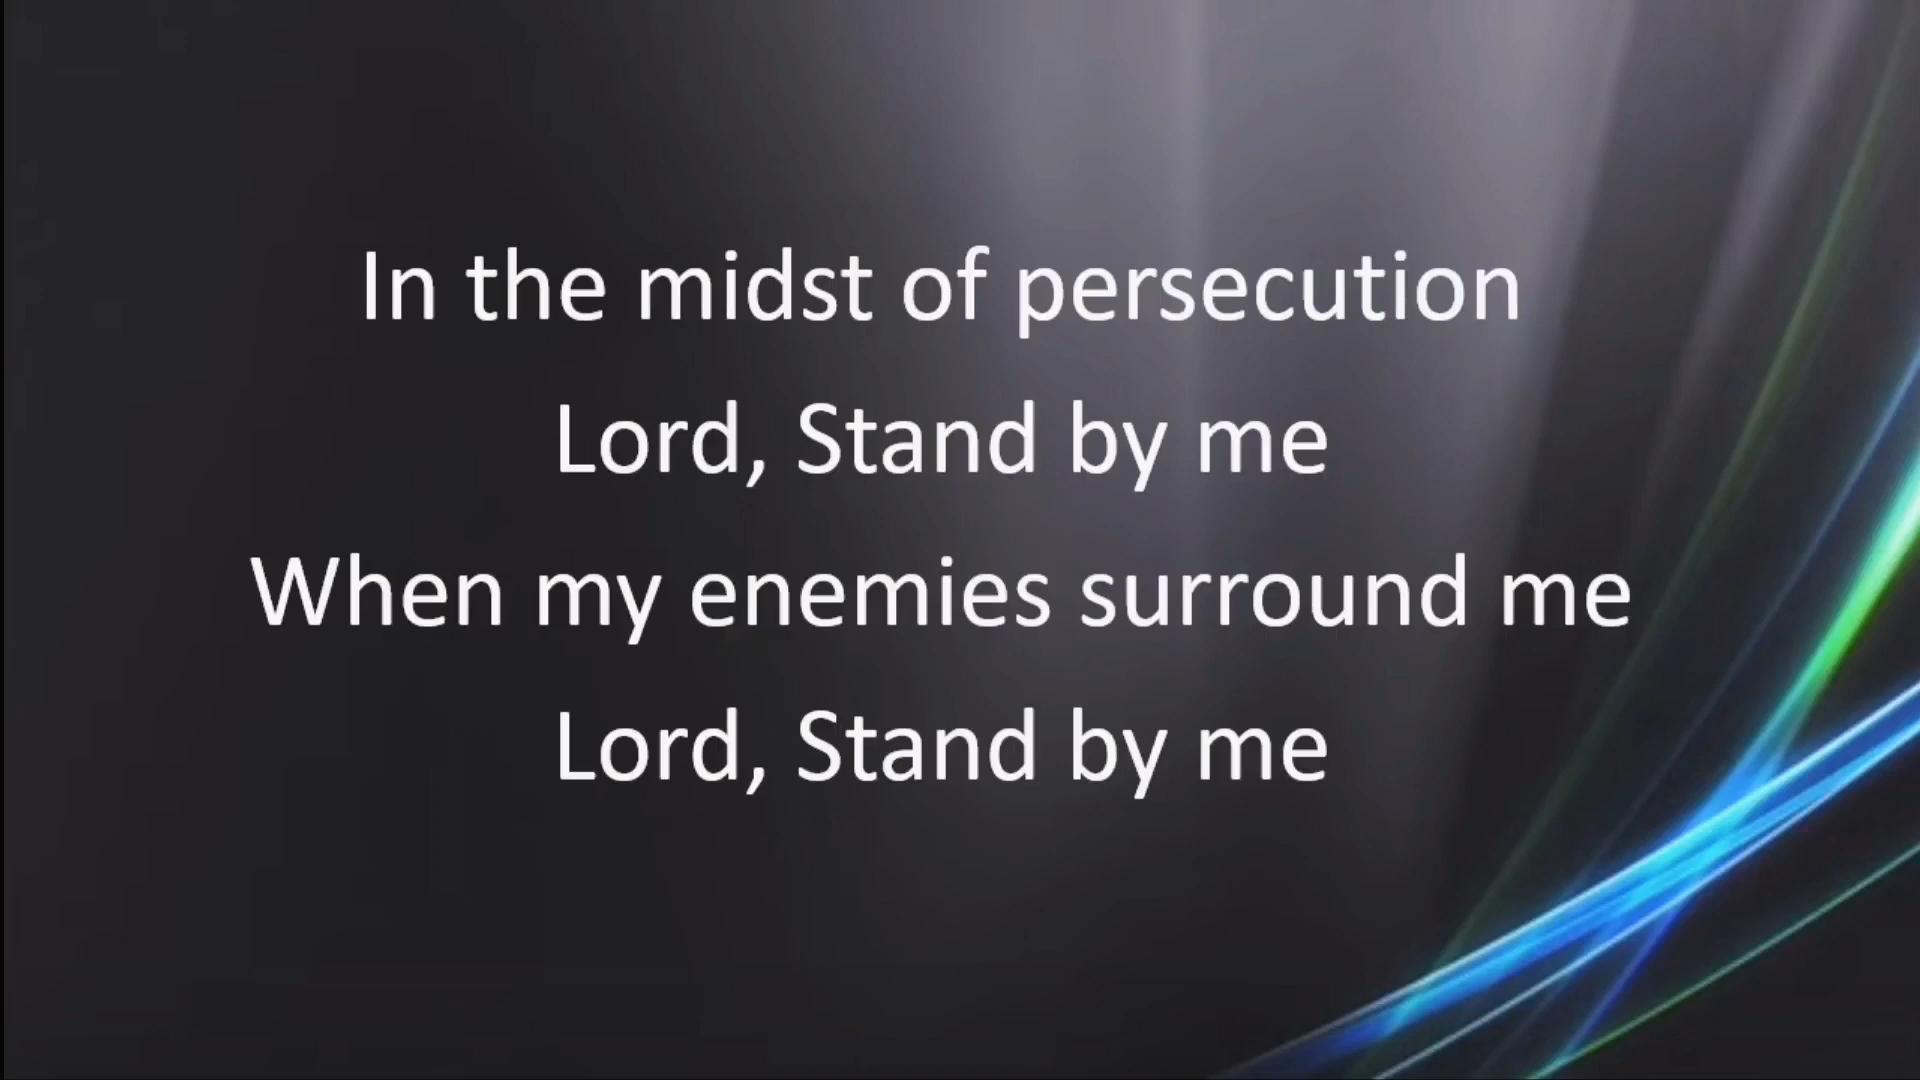 In the midst of persecution
Lord, Stand by me
When my enemies surround me
Lord, Stand by me